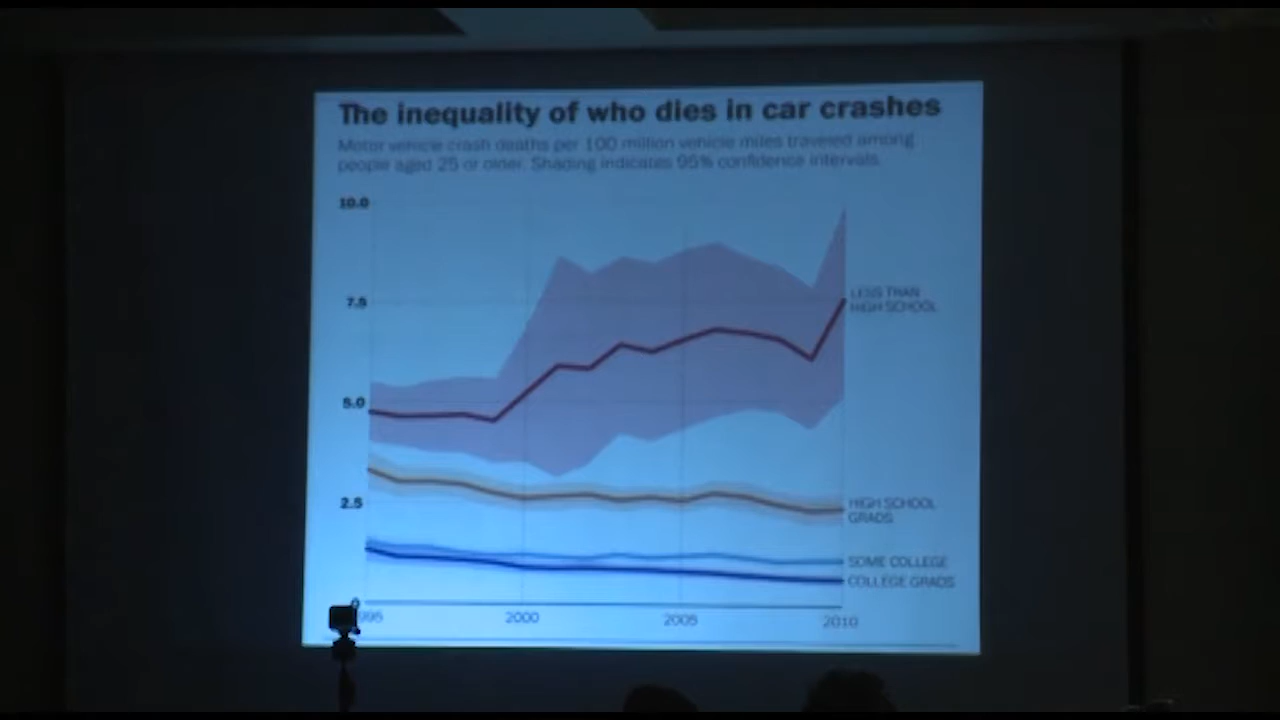 The inequality of who dies in car crashes
Motor vehicle crash deaths per 100 million vehicle miles traveled among
people aged 25 or older. Shading indicates 95% confidence intervals.
10.0
7.5
5.0
2.5
0
LESS THAN
HIGH SCHOOL
HIGH SCHOOL
GRADS
SOME COLLEGE
COLLEGE GRADS
995 2000 2005 2010